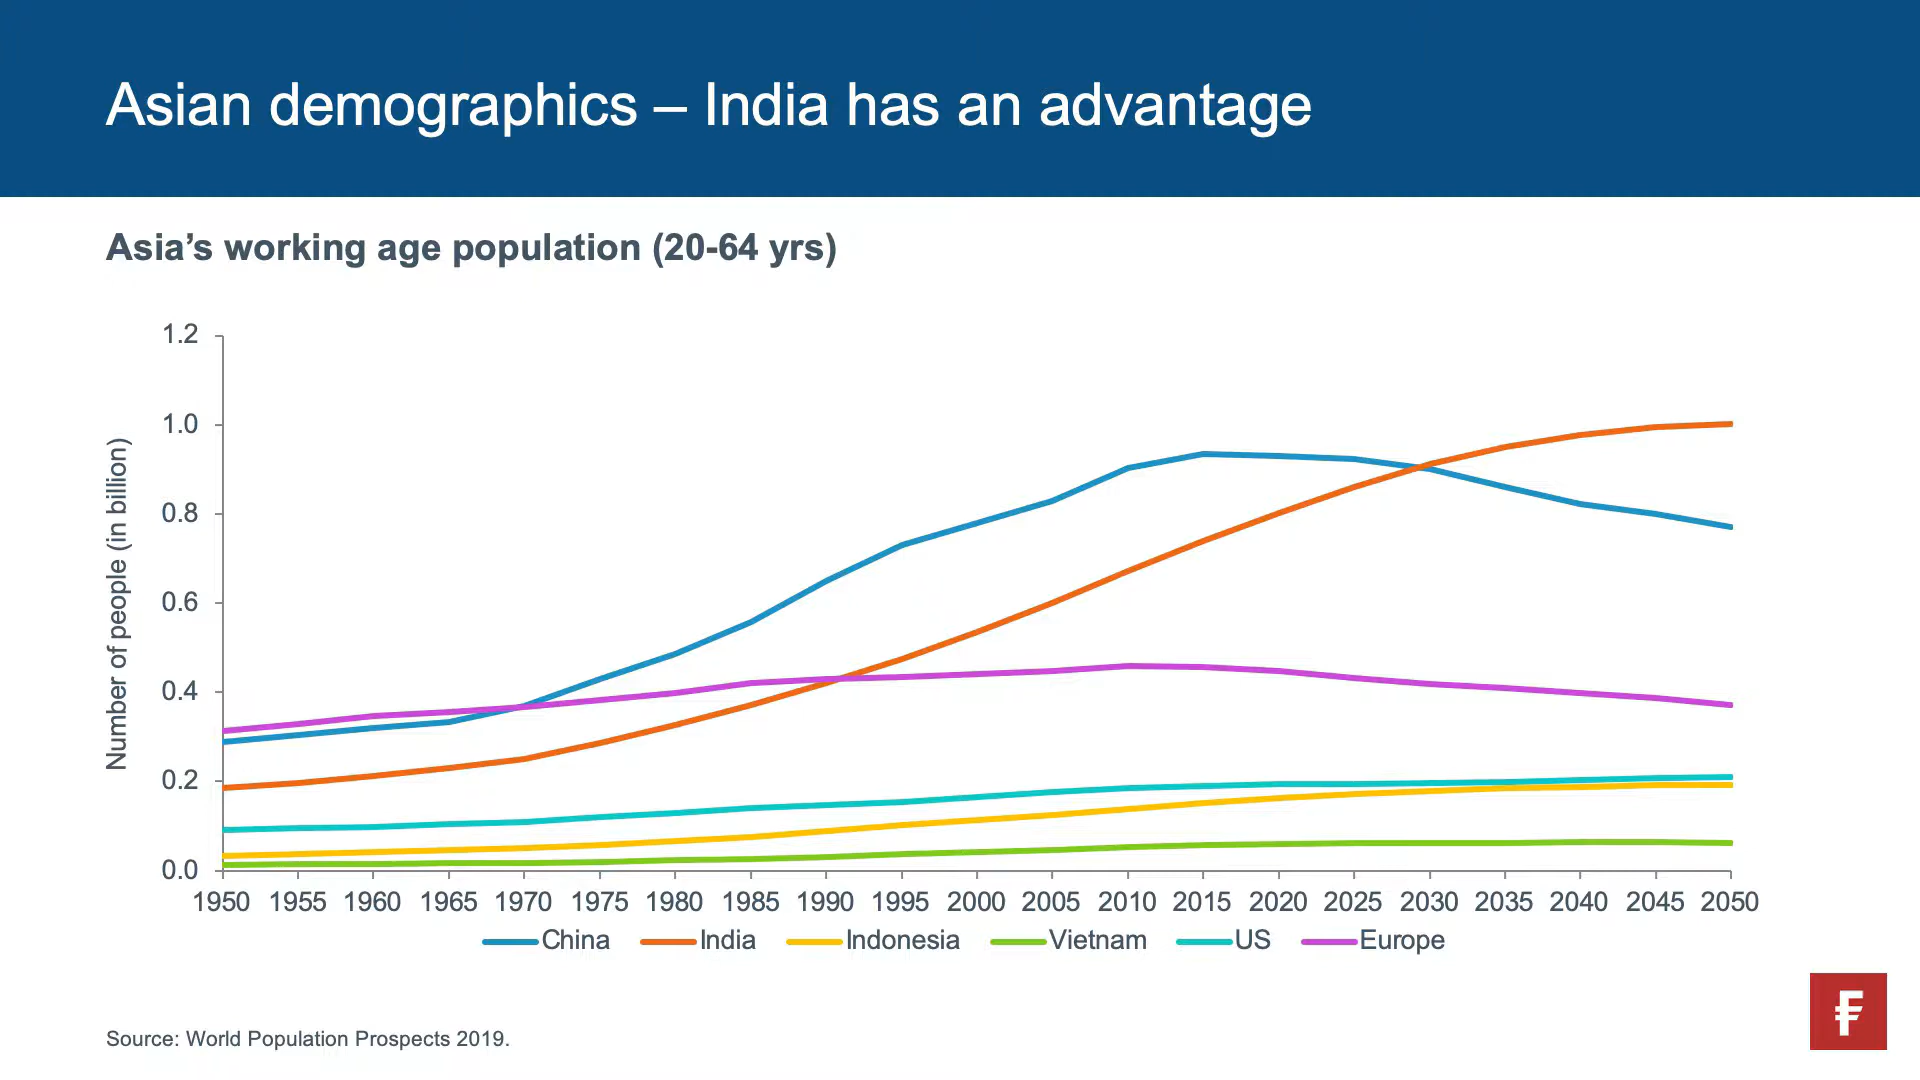 Asian demographics – India has an advantage
Asia’s working age population (20-64 yrs)
Number of people (in billion)
1.2
1.0
0.8
0.6
0.4
0.2
0.0
1950 1955 1960 1965 1970 1975 1980 1985 1990 1995 2000 2005 2010 2015 2020 2025 2030 2035 2040 2045 2050
China India Indonesia Vietnam US Europe
Source: World Population Prospects 2019.